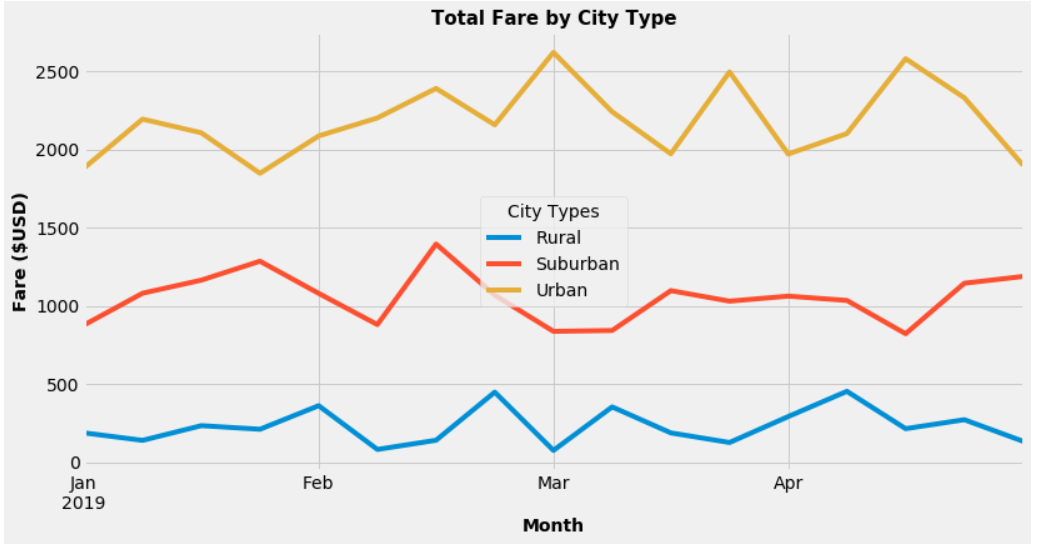 Total Fare by City Type
Fare ($USD)
2500
2000
1500
1000
500
0
City Types
Rural
Suburban
Urban
Jan
2019
Feb
Mar
Apr
Month